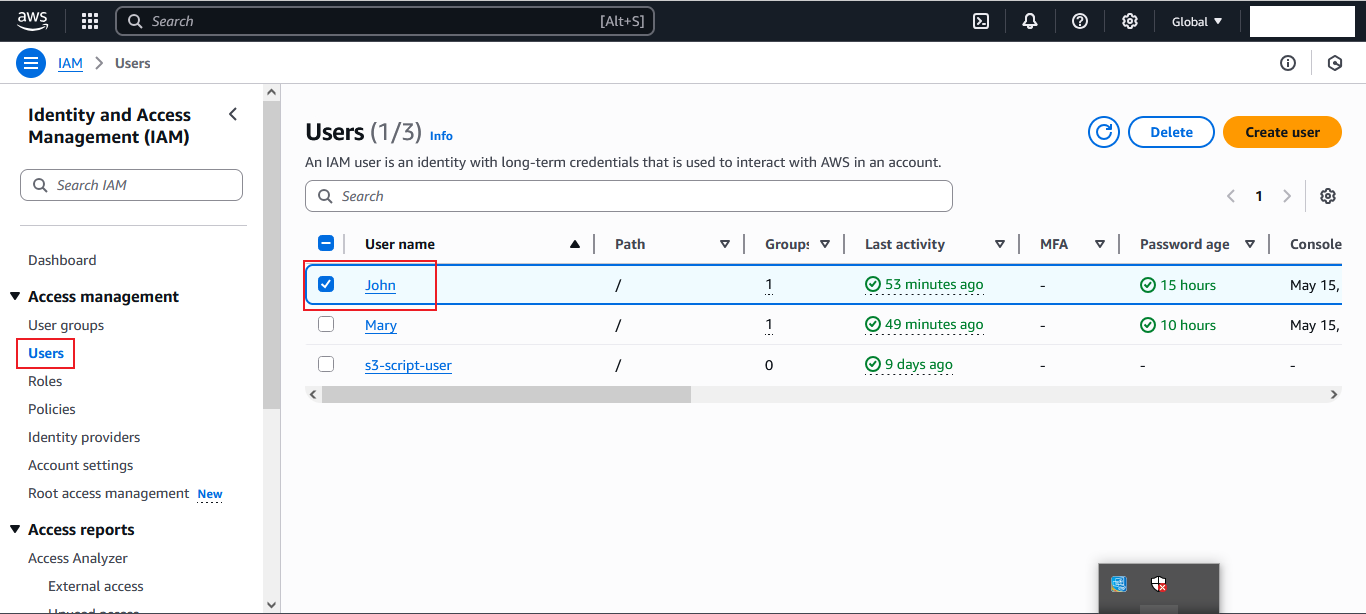 aws
Search [Alt+S]
Global
IAM > Users
Identity and Access
Management (IAM)
Search IAM
Dashboard
Access management
User groups
Users
Roles
Policies
Identity providers
Account settings
Root access management New
Access reports
Access Analyzer
External access
Unused access
Users (1/3) Info
Delete
Create user
An IAM user is an identity with long-term credentials that is used to interact with AWS in an account.
Search
1
User name Path Groups Last activity MFA Password age Console
John / 1 53 minutes ago - 15 hours May 15,
Mary / 1 49 minutes ago - 10 hours May 15,
s3-script-user / 0 9 days ago - - -